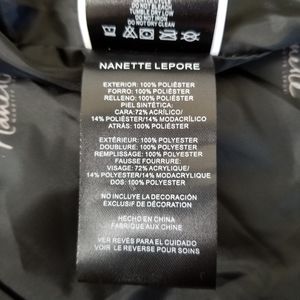 DO NOT BLEACH
TUMBLE DRY LOW
DO NOT IRON
DO NOT DRY CLEAN
NANETTE LEPORE
EXTERIOR: 100% POLIÉSTER
FORRO: 100% POLIÉSTER
RELLENO: 100% POLIÉSTER
PIEL SINTÉTICA:
CARA: 72% ACRÍLICO/
14% POLIÉSTER/14% MODACRÍLICO
ATRÁS: 100% POLIÉSTER
EXTÉRIEUR: 100% POLYESTER
DOUBLURE: 100% POLYESTER
REMPLISSAGE: 100% POLYESTER
FAUSSE FOURRURE:
VISAGE: 72% ACRYLIQUE/
14% POLYESTER/14% MODACRYLIQUE
DOS: 100% POLYESTER
NO INCLUYE LA DECORACIÓN
EXCLUSIF DE DÉCORATION
HECHO EN CHINA
FABRIQUE AUX CHINE
VER REVÉS PARA EL CUIDADO
VOIR LE REVERSE POUR SOINS